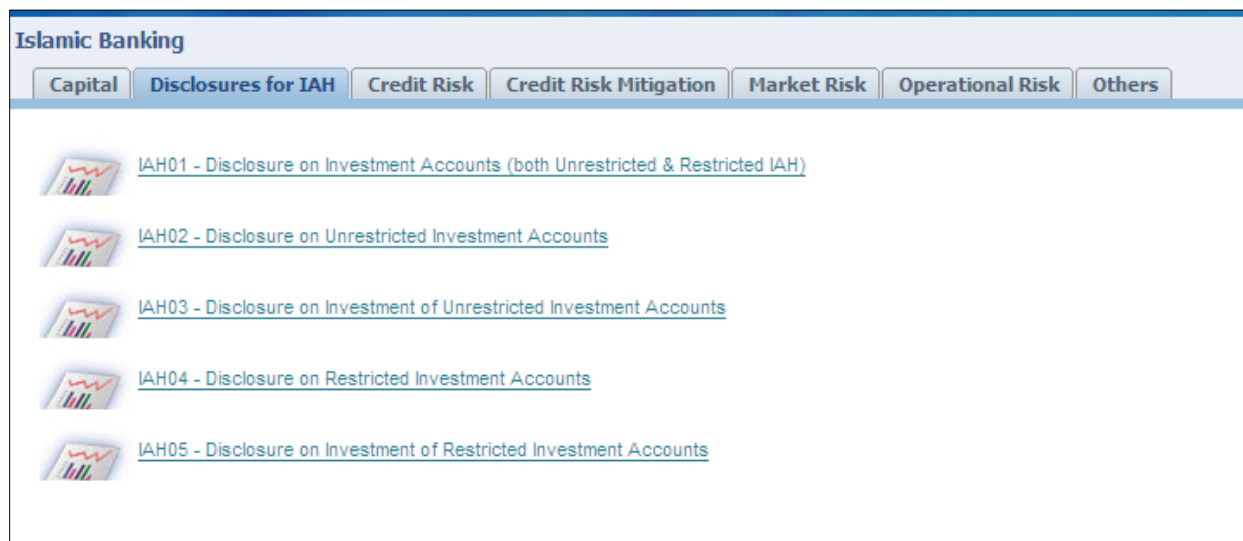 Islamic Banking
Capital Disclosures for IAH Credit Risk Credit Risk Mitigation Market Risk Operational Risk Others
IAH01 - Disclosure on Investment Accounts (both Unrestricted & Restricted IAH)
IAH02 - Disclosure on Unrestricted Investment Accounts
IAH03 - Disclosure on Investment of Unrestricted Investment Accounts
IAH04 - Disclosure on Restricted Investment Accounts
IAH05 - Disclosure on Investment of Restricted Investment Accounts